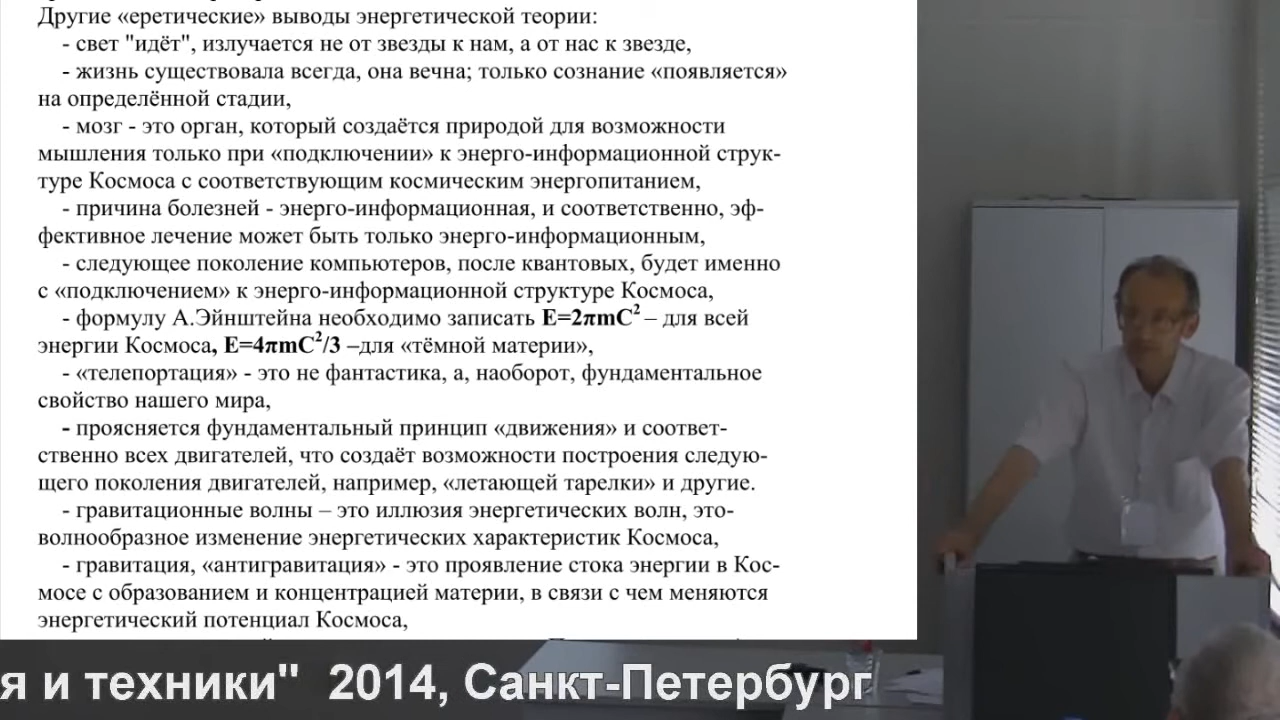 Другие «еретические» выводы энергетической теории:
- свет "идёт", излучается не от звезды к нам, а от нас к звезде,
- жизнь существовала всегда, она вечна; только сознание «появляется»
на определённой стадии,
- мозг - это орган, который создаётся природой для возможности
мышления только при «подключении» к энерго-информационной струк-
туре Космоса с соответствующим космическим энергопитанием,
- причина болезней - энерго-информационная, и соответственно, эф-
фективное лечение может быть только энерго-информационным,
- следующее поколение компьютеров, после квантовых, будет именно
с «подключением» к энерго-информационной структуре Космоса,
- формулу А.Эйнштейна необходимо записать E=2πmC² – для всей
энергии Космоса, E=4πmC²/3 –для «тёмной материи»,
- «телепортация» - это не фантастика, а, наоборот, фундаментальное
свойство нашего мира,
- проясняется фундаментальный принцип «движения» и соответ-
ственно всех двигателей, что создаёт возможности построения следую-
щего поколения двигателей, например, «летающей тарелки» и другие.
- гравитационные волны – это иллюзия энергетических волн, это-
волнообразное изменение энергетических характеристик Космоса,
- гравитация, «антигравитация» - это проявление стока энергии в Кос-
мосе с образованием и концентрацией материи, в связи с чем меняются
энергетический потенциал Космоса,
я и техники" 2014, Санкт-Петербург